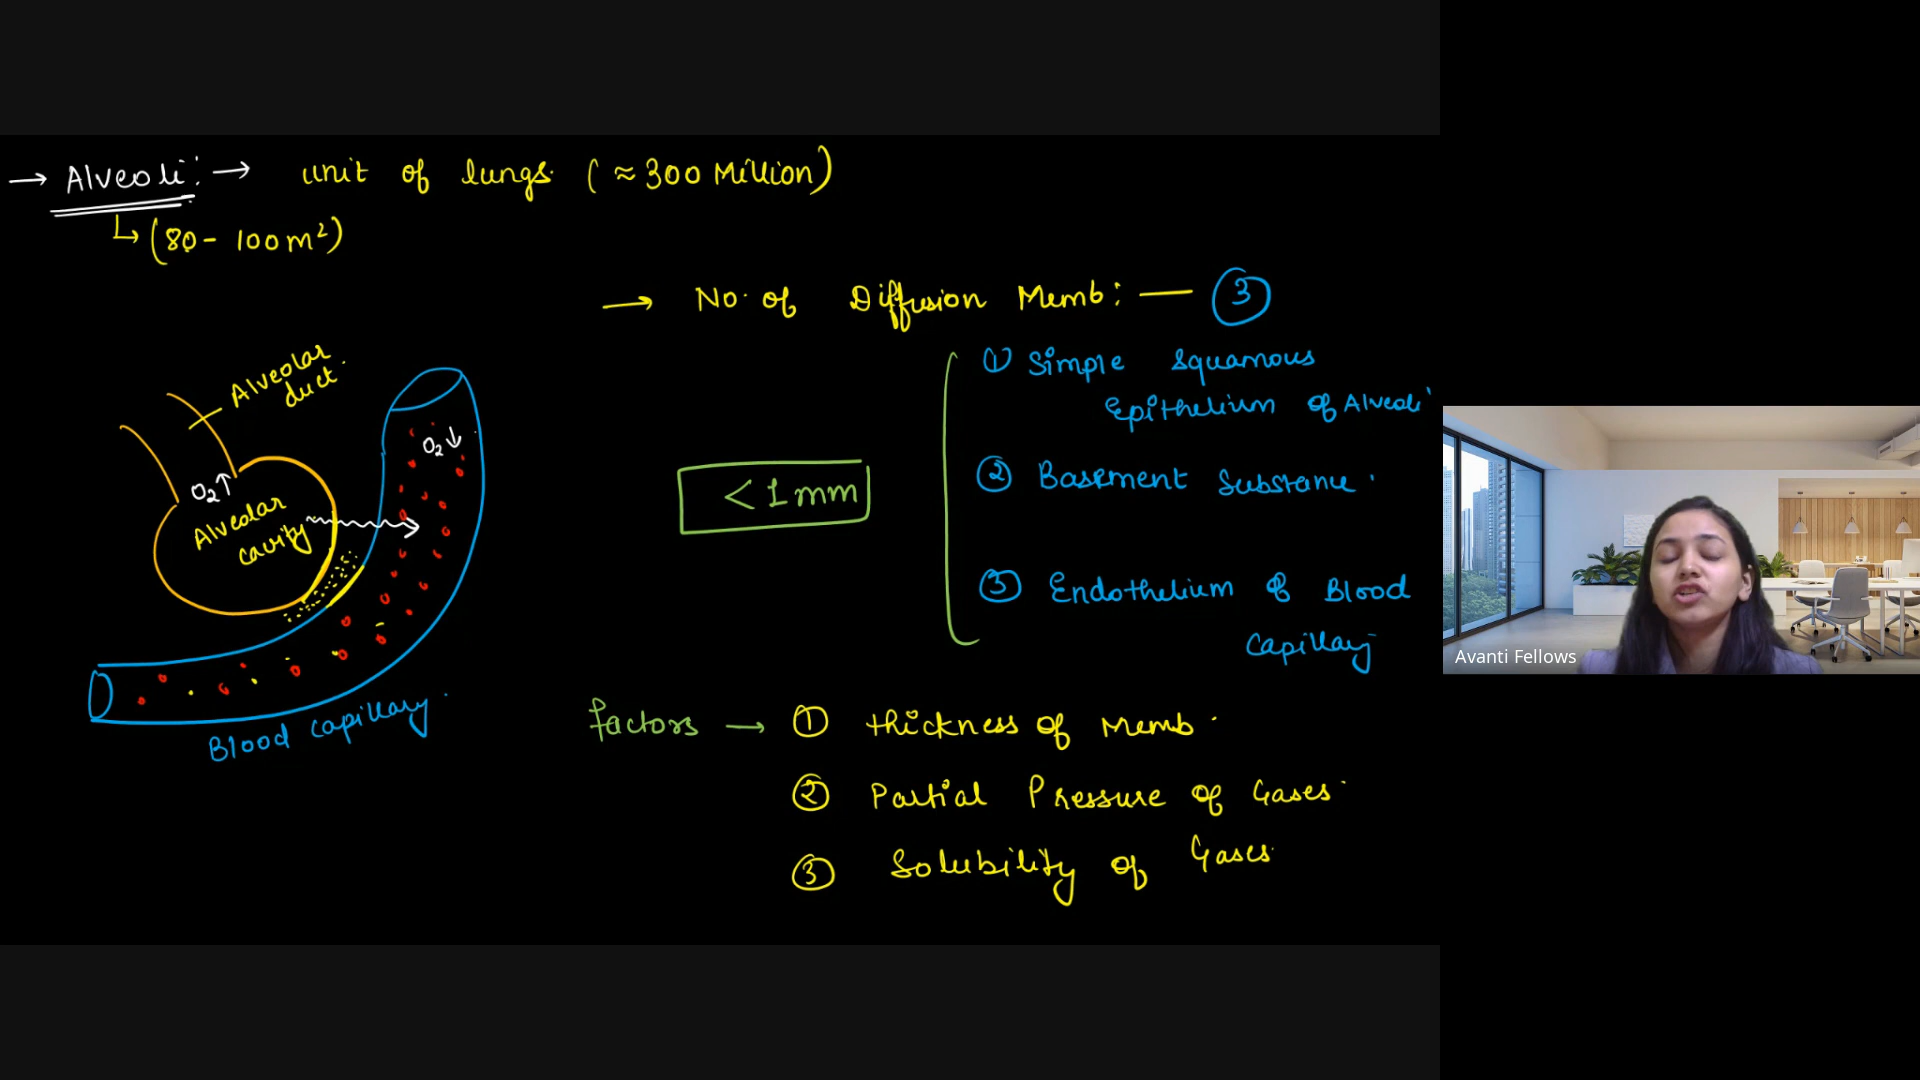 → Alveoli : → unit of lungs (≈ 300 Million)
↳ (80 - 100 m²)
→ No. of Diffusion Memb : — 3
① Simple Squamous
Epithelium of Alveoli
② Basement Substance.
③ Endothelium of Blood
Capillary
< 1 mm
Alveolar
duct.
O₂↑
Alveolar
cavity
O₂↓
Blood capillary.
factors → ① thickness of Memb.
② Partial Pressure of Gases.
③ Solubility of Gases
Avanti Fellows